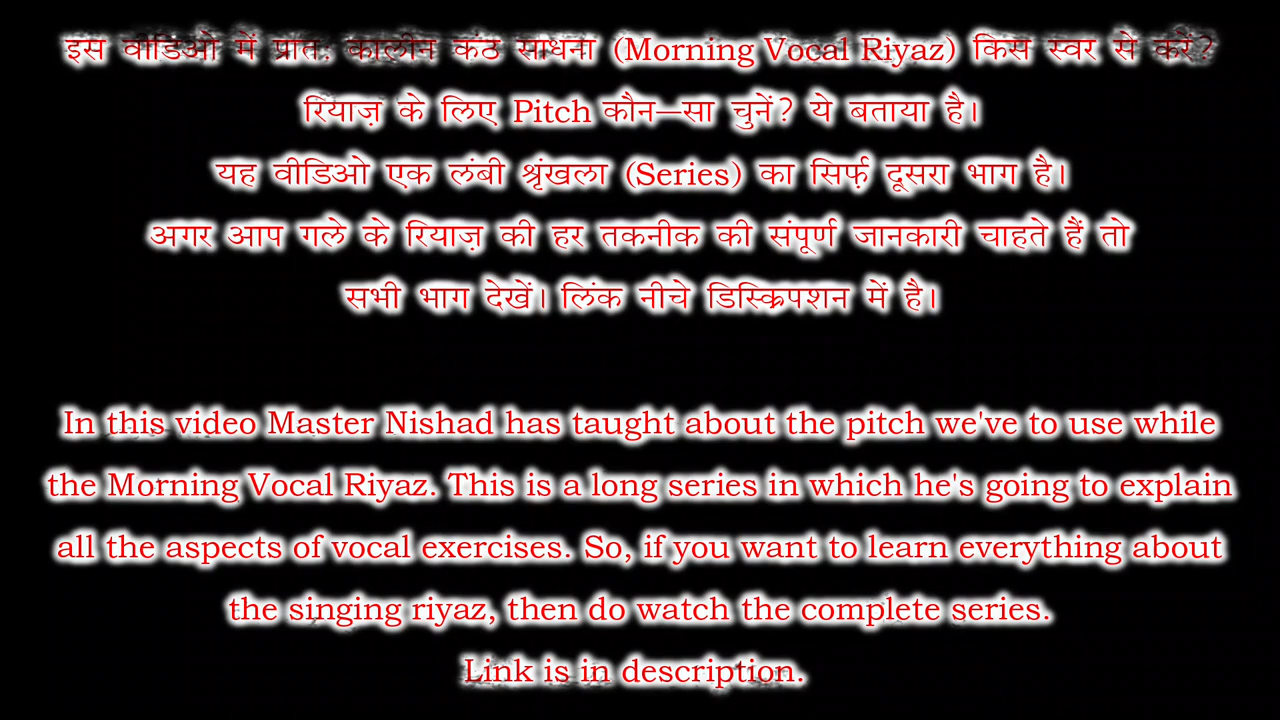 इस वीडिओ में प्रात: कालीन कंठ साधना (Morning Vocal Riyaz) किस स्वर से करें?
रियाज़ के लिए Pitch कौन—सा चुनें? ये बताया है।
यह वीडिओ एक लंबी श्रृंखला (Series) का सिर्फ़ दूसरा भाग है।
अगर आप गले के रियाज़ की हर तकनीक की संपूर्ण जानकारी चाहते हैं तो
सभी भाग देखें। लिंक नीचे डिस्क्रिपशन में है।
In this video Master Nishad has taught about the pitch we've to use while
the Morning Vocal Riyaz. This is a long series in which he's going to explain
all the aspects of vocal exercises. So, if you want to learn everything about
the singing riyaz, then do watch the complete series.
Link is in description.